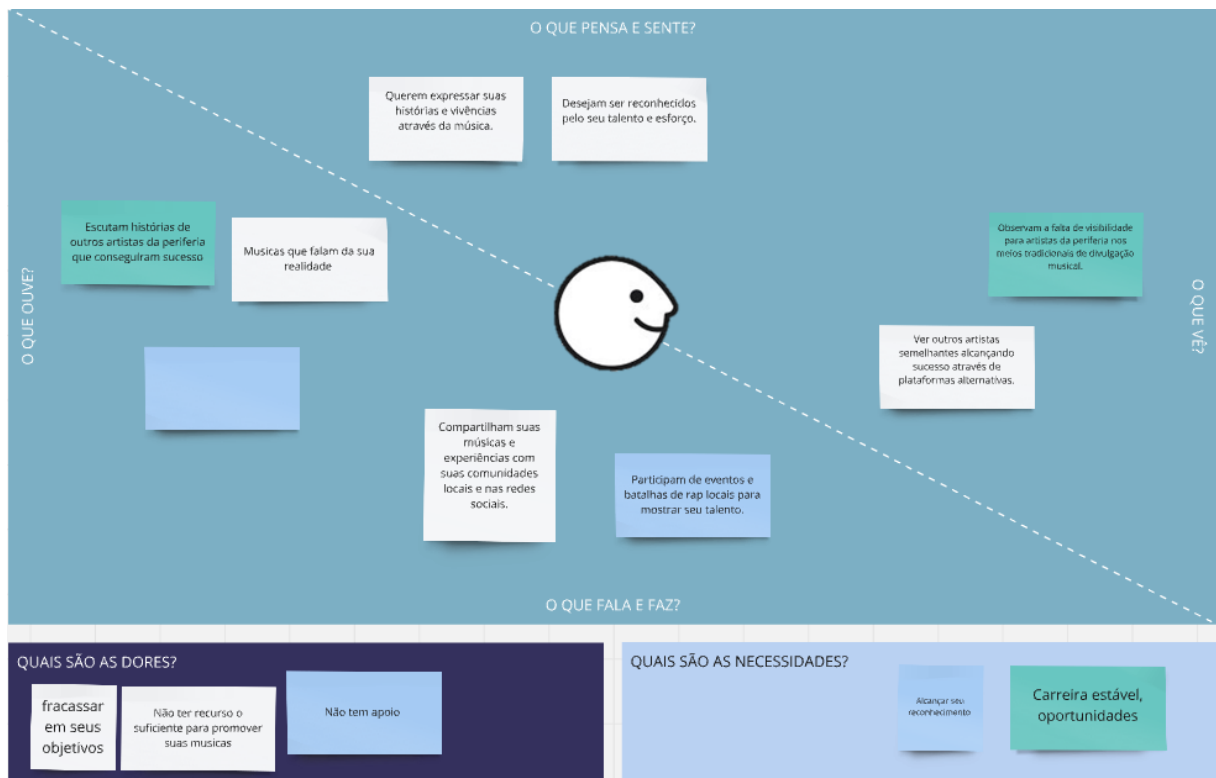 O QUE PENSA E SENTE?
Querem expressar suas
histórias e vivências
através da música.
Desejam ser reconhecidos
pelo seu talento e esforço.
O QUE OUVE?
Escutam histórias de
outros artistas da periferia
que conseguiram sucesso
Musicas que falam da sua
realidade
O QUE VÊ?
Observam a falta de visibilidade
para artistas da periferia nos
meios tradicionais de divulgação
musical.
Ver outros artistas
semelhantes alcançando
sucesso através de
plataformas alternativas.
Compartilham suas
músicas e
experiências com
suas comunidades
locais e nas redes
sociais.
Participam de eventos e
batalhas de rap locais para
mostrar seu talento.
O QUE FALA E FAZ?
QUAIS SÃO AS DORES?
fracassar
em seus
objetivos
Não ter recurso o
suficiente para promover
suas musicas
Não tem apoio
QUAIS SÃO AS NECESSIDADES?
Alcançar seu
reconhecimento
Carreira estável,
oportunidades